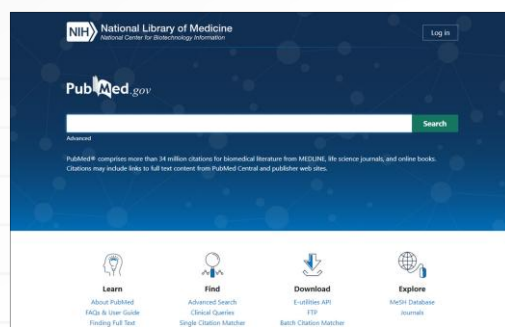 NIH National Library of Medicine
National Center for Biotechnology Information
Log in
PubMed.gov
Search
Advanced
PubMed® comprises more than 34 million citations for biomedical literature from MEDLINE, life science journals, and online books.
Citations may include links to full text content from PubMed Central and publisher web sites.
Learn
About PubMed
FAQs & User Guide
Finding Full Text
Find
Advanced Search
Clinical Queries
Single Citation Matcher
Download
E-utilities API
FTP
Batch Citation Matcher
Explore
MeSH Database
Journals